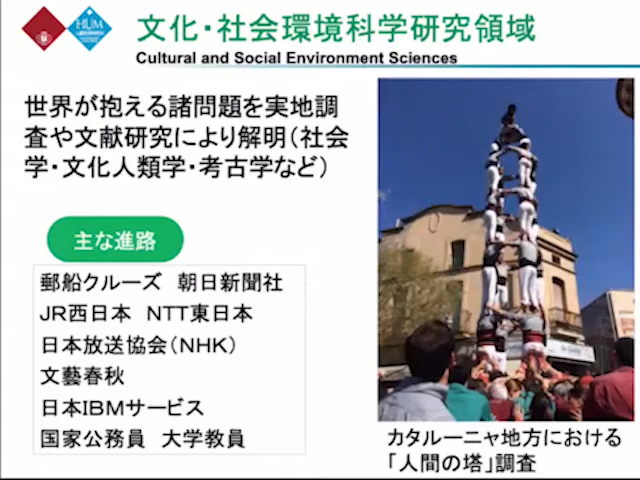 HUM
文化・社会環境科学研究領域
Cultural and Social Environment Sciences
世界が抱える諸問題を実地調
査や文献研究により解明（社会
学・文化人類学・考古学など）
主な進路
郵船クルーズ　朝日新聞社
JR西日本　NTT東日本
日本放送協会（NHK）
文藝春秋
日本IBMサービス
国家公務員　大学教員
カタルーニャ地方における
「人間の塔」調査